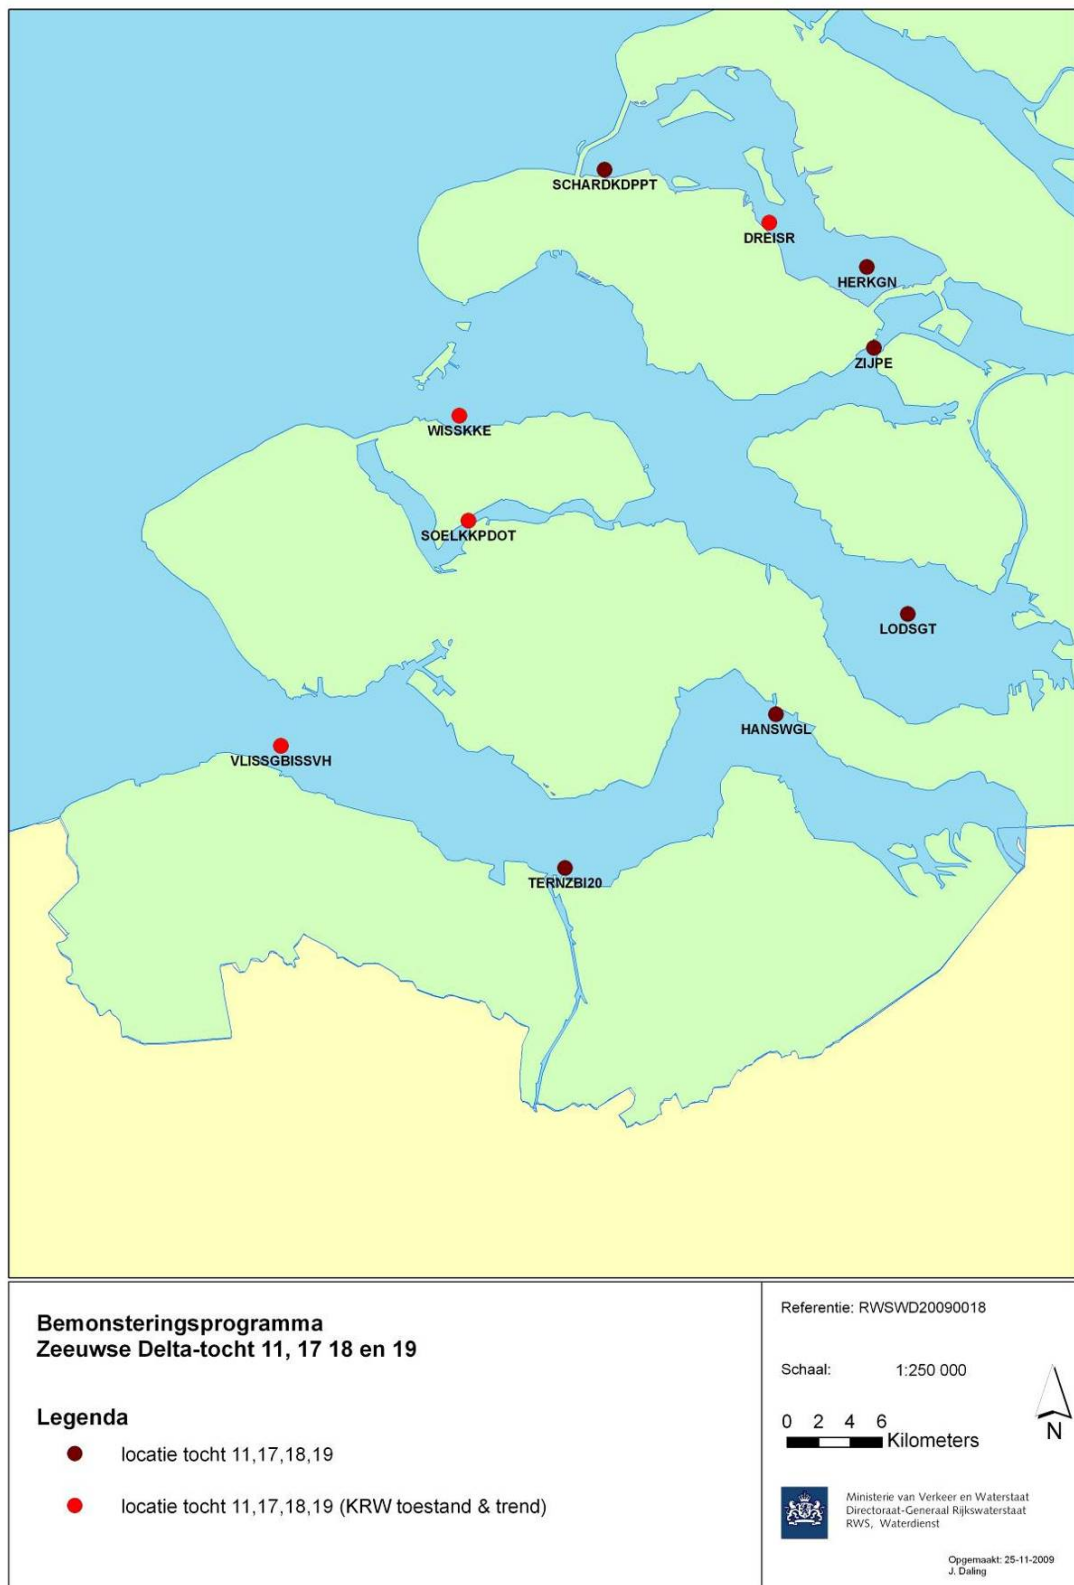 SCHARDKDPPT
DREISR
HERKGN
ZIJPE
WISSKKE
SOELKKPDOT
LODSGT
HANSWGL
VLISSGBISSVH
TERNZBI20
Bemonsteringsprogramma
Zeeuwse Delta-tocht 11, 17 18 en 19
Legenda
locatie tocht 11,17,18,19
locatie tocht 11,17,18,19 (KRW toestand & trend)
Referentie: RWSWD20090018
Schaal: 1:250 000
0 2 4 6
Kilometers
N
Ministerie van Verkeer en Waterstaat
Directoraat-Generaal Rijkswaterstaat
RWS, Waterdienst
Opgemaakt: 25-11-2009
J. Daling